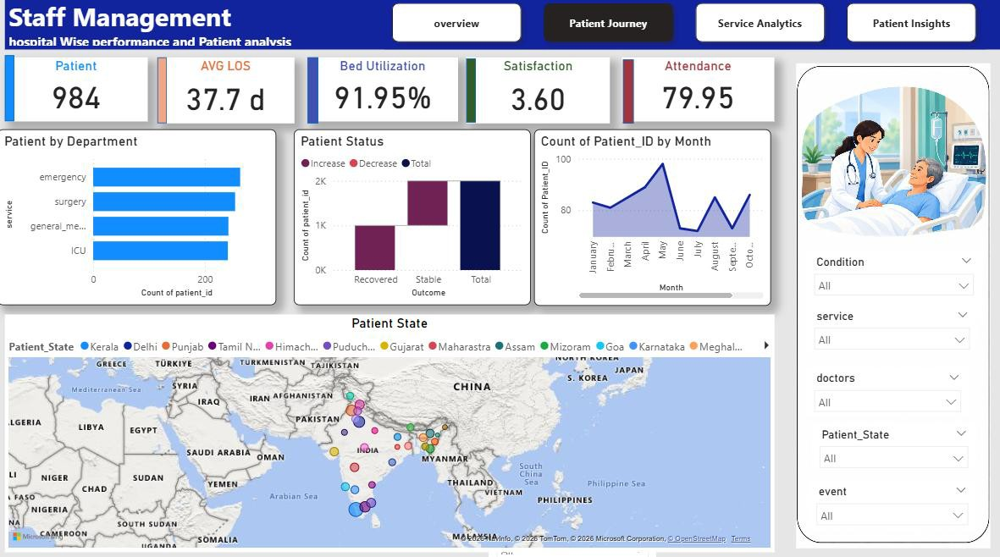 Staff Management
hospital Wise performance and Patient analysis
overview
Patient Journey
Service Analytics
Patient Insights
Patient
984
AVG LOS
37.7 d
Bed Utilization
91.95%
Satisfaction
3.60
Attendance
79.95
Patient by Department
service
emergency
surgery
general_me...
ICU
0
200
Count of patient_id
Patient Status
Increase Decrease Total
Count of patient_id
2K
1K
0K
Recovered Stable Total
Outcome
Count of Patient_ID by Month
Count of Patient_ID
100
80
January
Febru...
March
April
May
June
July
August
Septe...
Octo...
Month
Condition
All
service
All
doctors
All
Patient_State
All
event
All
Patient State
Patient_State Kerala Delhi Punjab Tamil N... Himach... Puduch... Gujarat Maharastra Assam Mizoram Goa Karnataka Meghal...
GREECE
TÜRKIYE
TURKMENISTAN
TAJIKISTAN
NORTH KOREA
JAPAN
S. KOREA
Mediterranean Sea
SYRIA
IRAQ
IRAN
AFGHANISTAN
CHINA
PAKISTAN
LGERIA
LIBYA
EGYPT
SAUDI ARABIA
OMAN
INDIA
MYANMAR
LI
NIGER
CHAD
SUDAN
YEMEN
Arabian Sea
THAILAND
VIETNAM
South
China
Sea
Philippine Sea
PHILIPPINES
A FASO
NIGERIA
NA
CAMEROON
SOUTH SUDAN
SOMALIA
Microsoft Bing
© 2026 TomTom, © 2026 Microsoft Corporation, © OpenStreetMap Terms